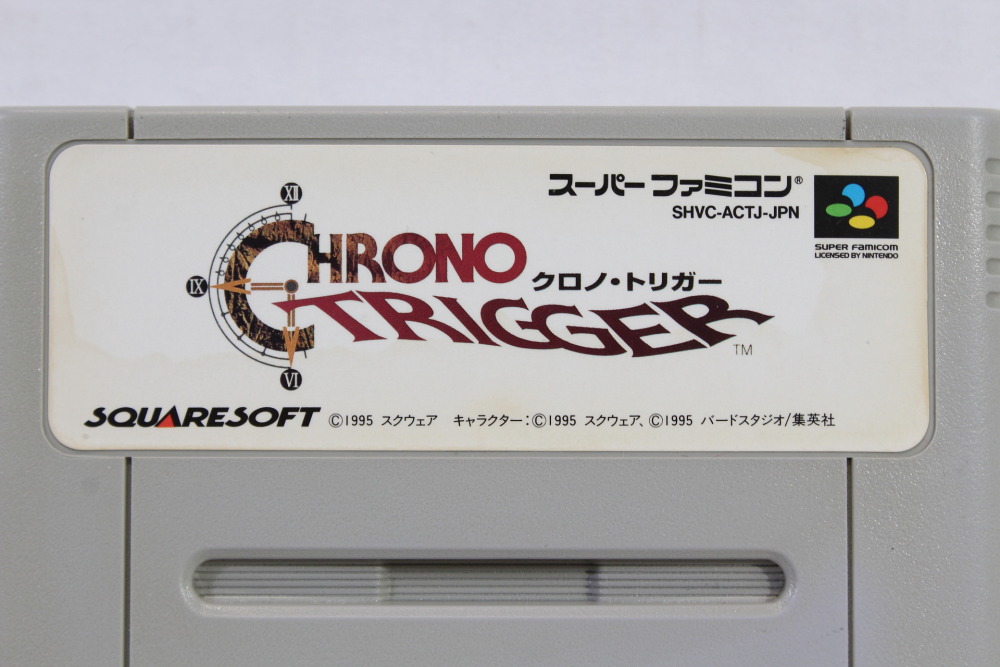 スーパーファミコン®
SHVC-ACTJ-JPN
SUPER FAMICOM
LICENSED BY NINTENDO
XII
IX
VI
CHRONO
クロノ・トリガー
TRIGGER™
SQUARESOFT ©1995 スクウェア キャラクター:©1995 スクウェア、©1995 バードスタジオ/集英社